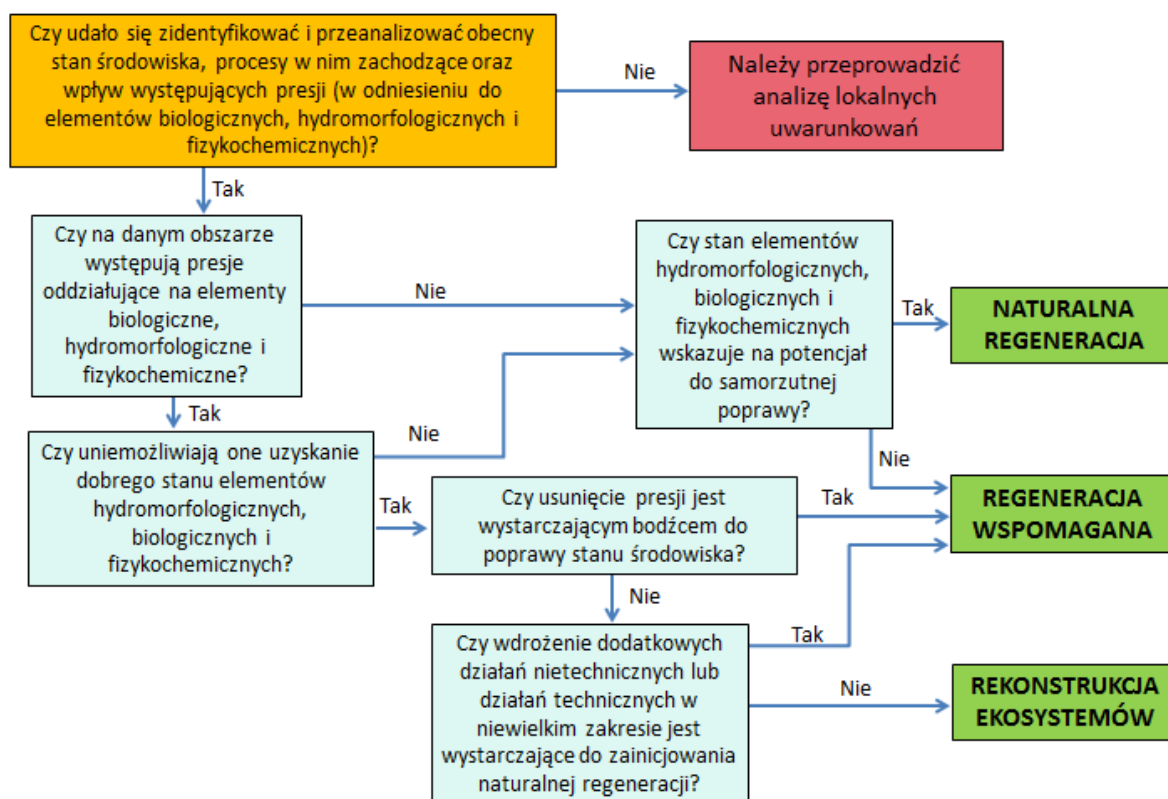 Czy udało się zidentyfikować i przeanalizować obecny
stan środowiska, procesy w nim zachodzące oraz
wpływ występujących presji (w odniesieniu do
elementów biologicznych, hydromorfologicznych i
fizykochemicznych)?
Nie
Należy przeprowadzić
analizę lokalnych
uwarunkowań
Tak
Czy na danym obszarze
występują presje
oddziałujące na elementy
biologiczne,
hydromorfologiczne i
fizykochemiczne?
Nie
Czy stan elementów
hydromorfologicznych,
biologicznych i
fizykochemicznych
wskazuje na potencjał
do samorzutnej
poprawy?
Tak
NATURALNA
REGENERACJA
Tak
Nie
Nie
Czy uniemożliwiają one uzyskanie
dobrego stanu elementów
hydromorfologicznych,
biologicznych i
fizykochemicznych?
Tak
Czy usunięcie presji jest
wystarczającym bodźcem do
poprawy stanu środowiska?
Tak
REGENERACJA
WSPOMAGANA
Nie
Czy wdrożenie dodatkowych
działań nietechnicznych lub
działań technicznych w
niewielkim zakresie jest
wystarczające do zainicjowania
naturalnej regeneracji?
Tak
Nie
REKONSTRUKCJA
EKOSYSTEMÓW